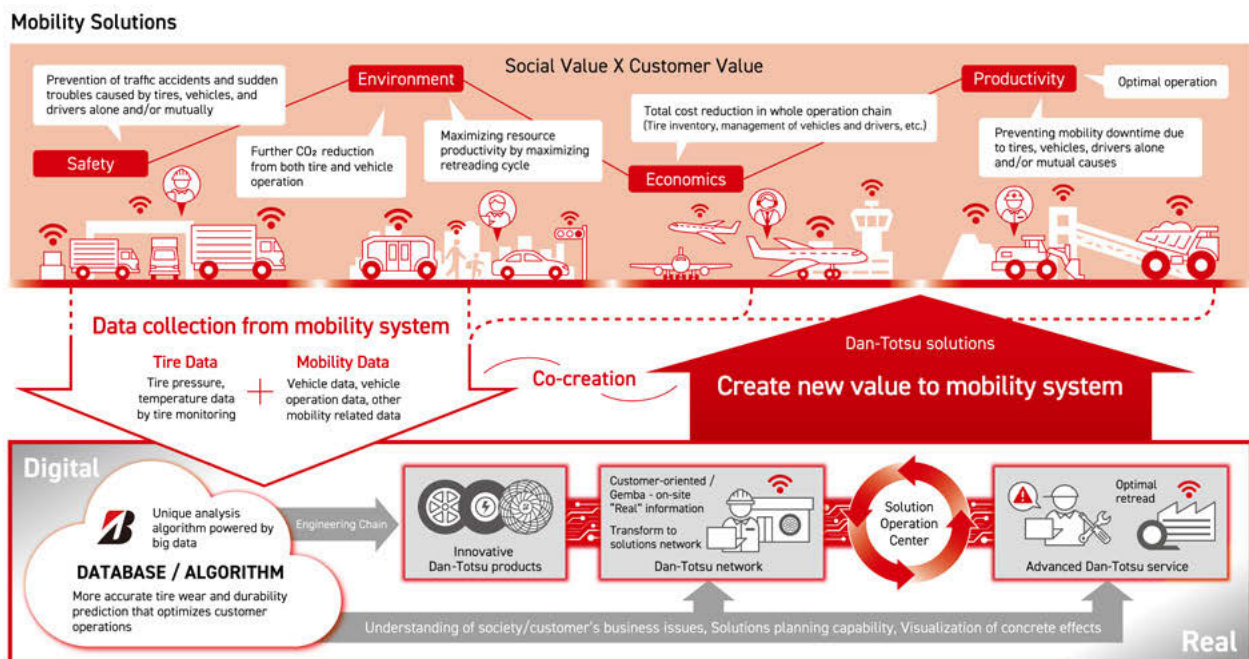 Mobility Solutions
Social Value X Customer Value
Prevention of traffic accidents and sudden
troubles caused by tires, vehicles, and
drivers alone and/or mutually
Safety
Environment
Further CO₂ reduction
from both tire and vehicle
operation
Maximizing resource
productivity by maximizing
retreading cycle
Total cost reduction in whole operation chain
(Tire inventory, management of vehicles and drivers, etc.)
Economics
Productivity
Optimal operation
Preventing mobility downtime due
to tires, vehicles, drivers alone
and/or mutual causes
Data collection from mobility system
Tire Data
Tire pressure,
temperature data
by tire monitoring
+
Mobility Data
Vehicle data, vehicle
operation data, other
mobility related data
Co-creation
Dan-Totsu solutions
Create new value to mobility system
Digital
B
Unique analysis
algorithm powered by
big data
DATABASE / ALGORITHM
More accurate tire wear and durability
prediction that optimizes customer
operations
Engineering Chain
Innovative
Dan-Totsu products
Customer-oriented /
Gemba - on-site
"Real" information
Transform to
solutions network
Dan-Totsu network
Solution
Operation
Center
Optimal
retread
Advanced Dan-Totsu service
Understanding of society/customer's business issues, Solutions planning capability, Visualization of concrete effects
Real